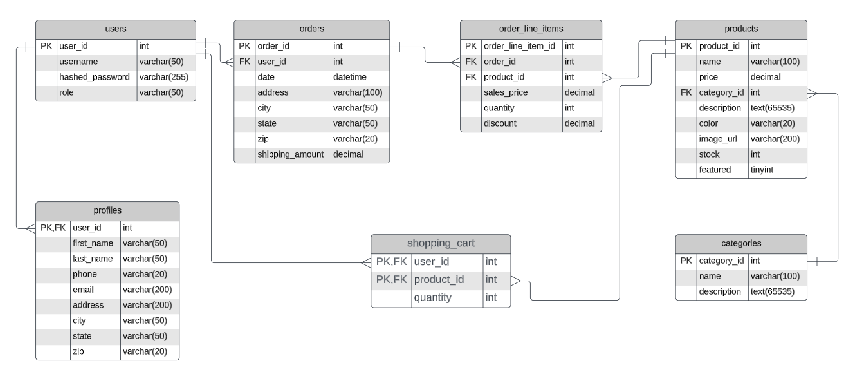 users
PK user_id int
username varchar(50)
hashed_password varchar(255)
role varchar(50)
orders
PK order_id int
FK user_id int
date datetime
address varchar(100)
city varchar(50)
state varchar(50)
zip varchar(20)
shipping_amount decimal
order_line_items
PK order_line_item_id int
FK order_id int
FK product_id int
sales_price decimal
quantity int
discount decimal
products
PK product_id int
name varchar(100)
price decimal
FK category_id int
description text(65535)
color varchar(20)
image_url varchar(200)
stock int
featured tinyint
profiles
PK,FK user_id int
first_name varchar(50)
last_name varchar(50)
phone varchar(20)
email varchar(200)
address varchar(200)
city varchar(50)
state varchar(50)
zip varchar(20)
shopping_cart
PK,FK user_id int
PK,FK product_id int
quantity int
categories
PK category_id int
name varchar(100)
description text(65535)